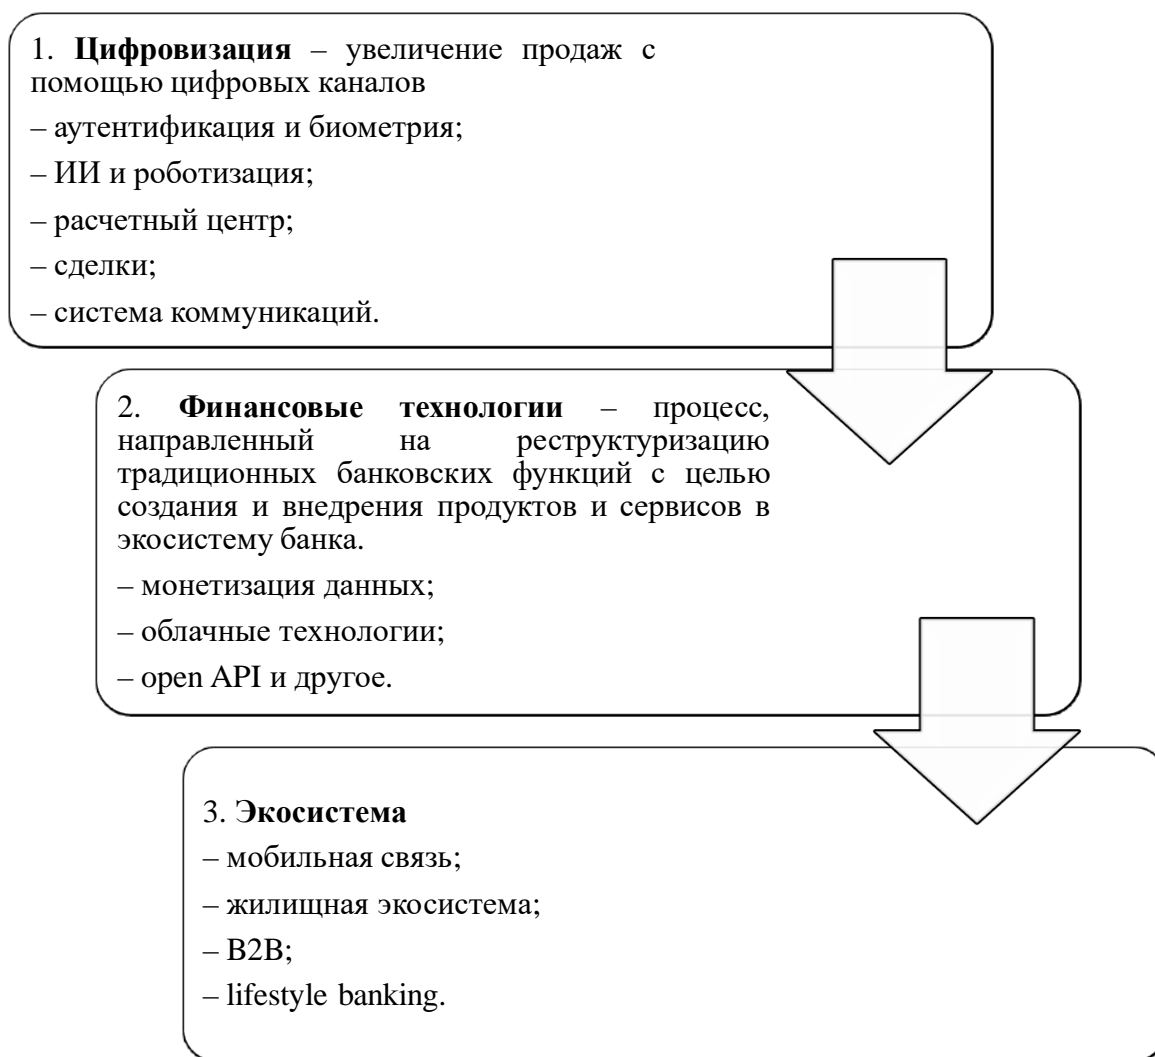 1. Цифровизация – увеличение продаж с
помощью цифровых каналов
– аутентификация и биометрия;
– ИИ и роботизация;
– расчетный центр;
– сделки;
– система коммуникаций.
2. Финансовые технологии – процесс,
направленный на реструктуризацию
традиционных банковских функций с целью
создания и внедрения продуктов и сервисов в
экосистему банка.
– монетизация данных;
– облачные технологии;
– open API и другое.
3. Экосистема
– мобильная связь;
– жилищная экосистема;
– B2B;
– lifestyle banking.